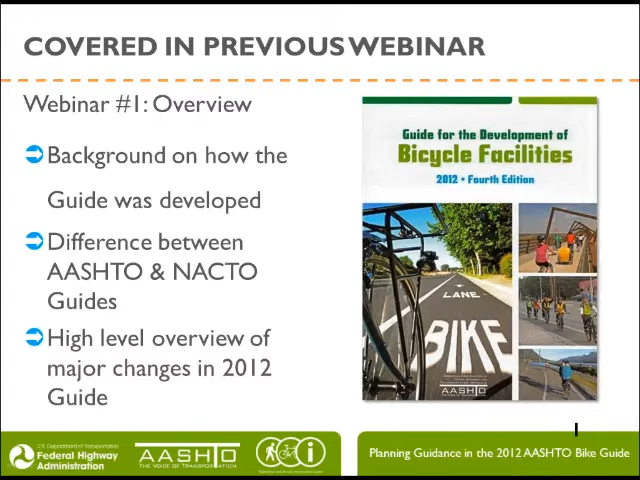 COVERED IN PREVIOUS WEBINAR
Webinar #1: Overview
Background on how the
Guide was developed
Difference between
AASHTO & NACTO
Guides
High level overview of
major changes in 2012
Guide
Guide for the Development of
Bicycle Facilities
2012 • Fourth Edition
LANE
BIKE
AASHTO
U.S. Department of Transportation
Federal Highway
Administration
AASHTO
THE VOICE OF TRANSPORTATION
Planning Guidance in the 2012 AASHTO Bike Guide